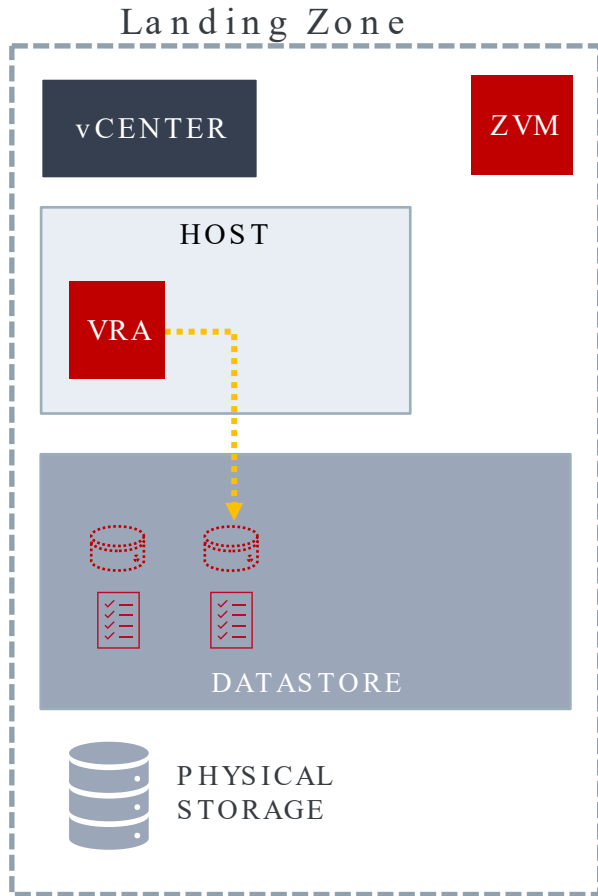 Landing Zone
vCENTER
ZVM
HOST
VRA
DATASTORE
PHYSICAL
STORAGE